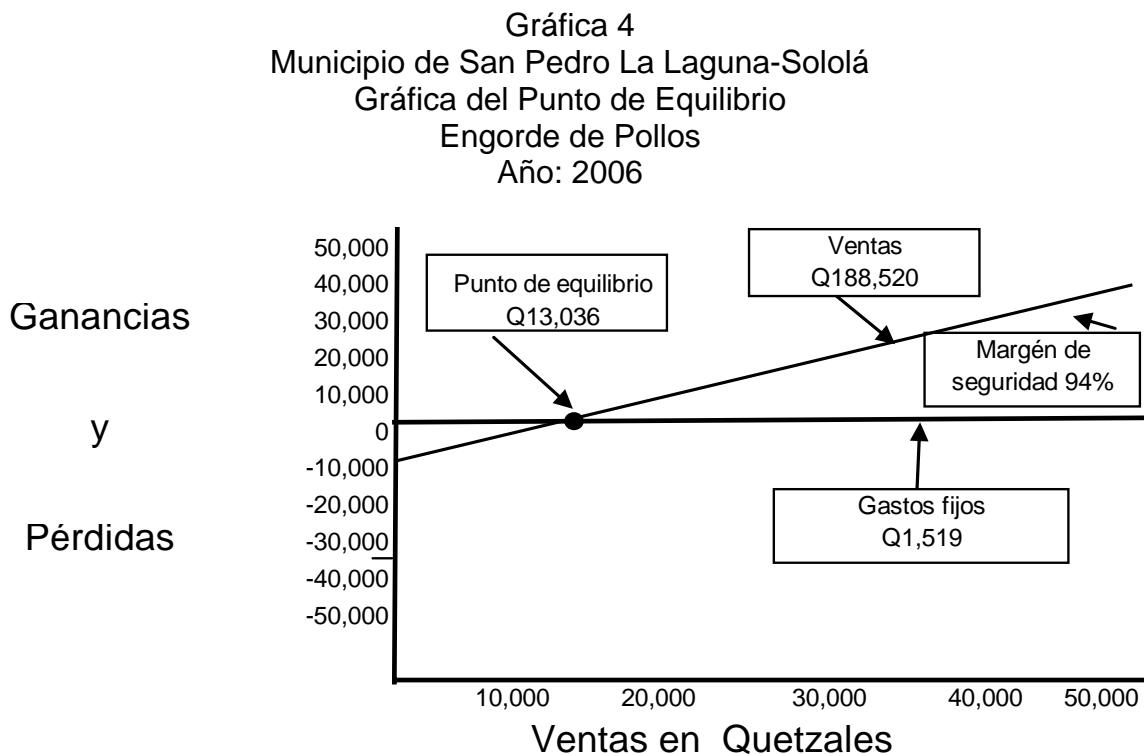 Gráfica 4
Municipio de San Pedro La Laguna-Sololá
Gráfica del Punto de Equilibrio
Engorde de Pollos
Año: 2006
Ganancias
y
Pérdidas
50,000
40,000
30,000
20,000
10,000
0
-10,000
-20,000
-30,000
-40,000
-50,000
Punto de equilibrio
Q13,036
Ventas
Q188,520
Margén de
seguridad 94%
Gastos fijos
Q1,519
10,000 20,000 30,000 40,000 50,000
Ventas en Quetzales